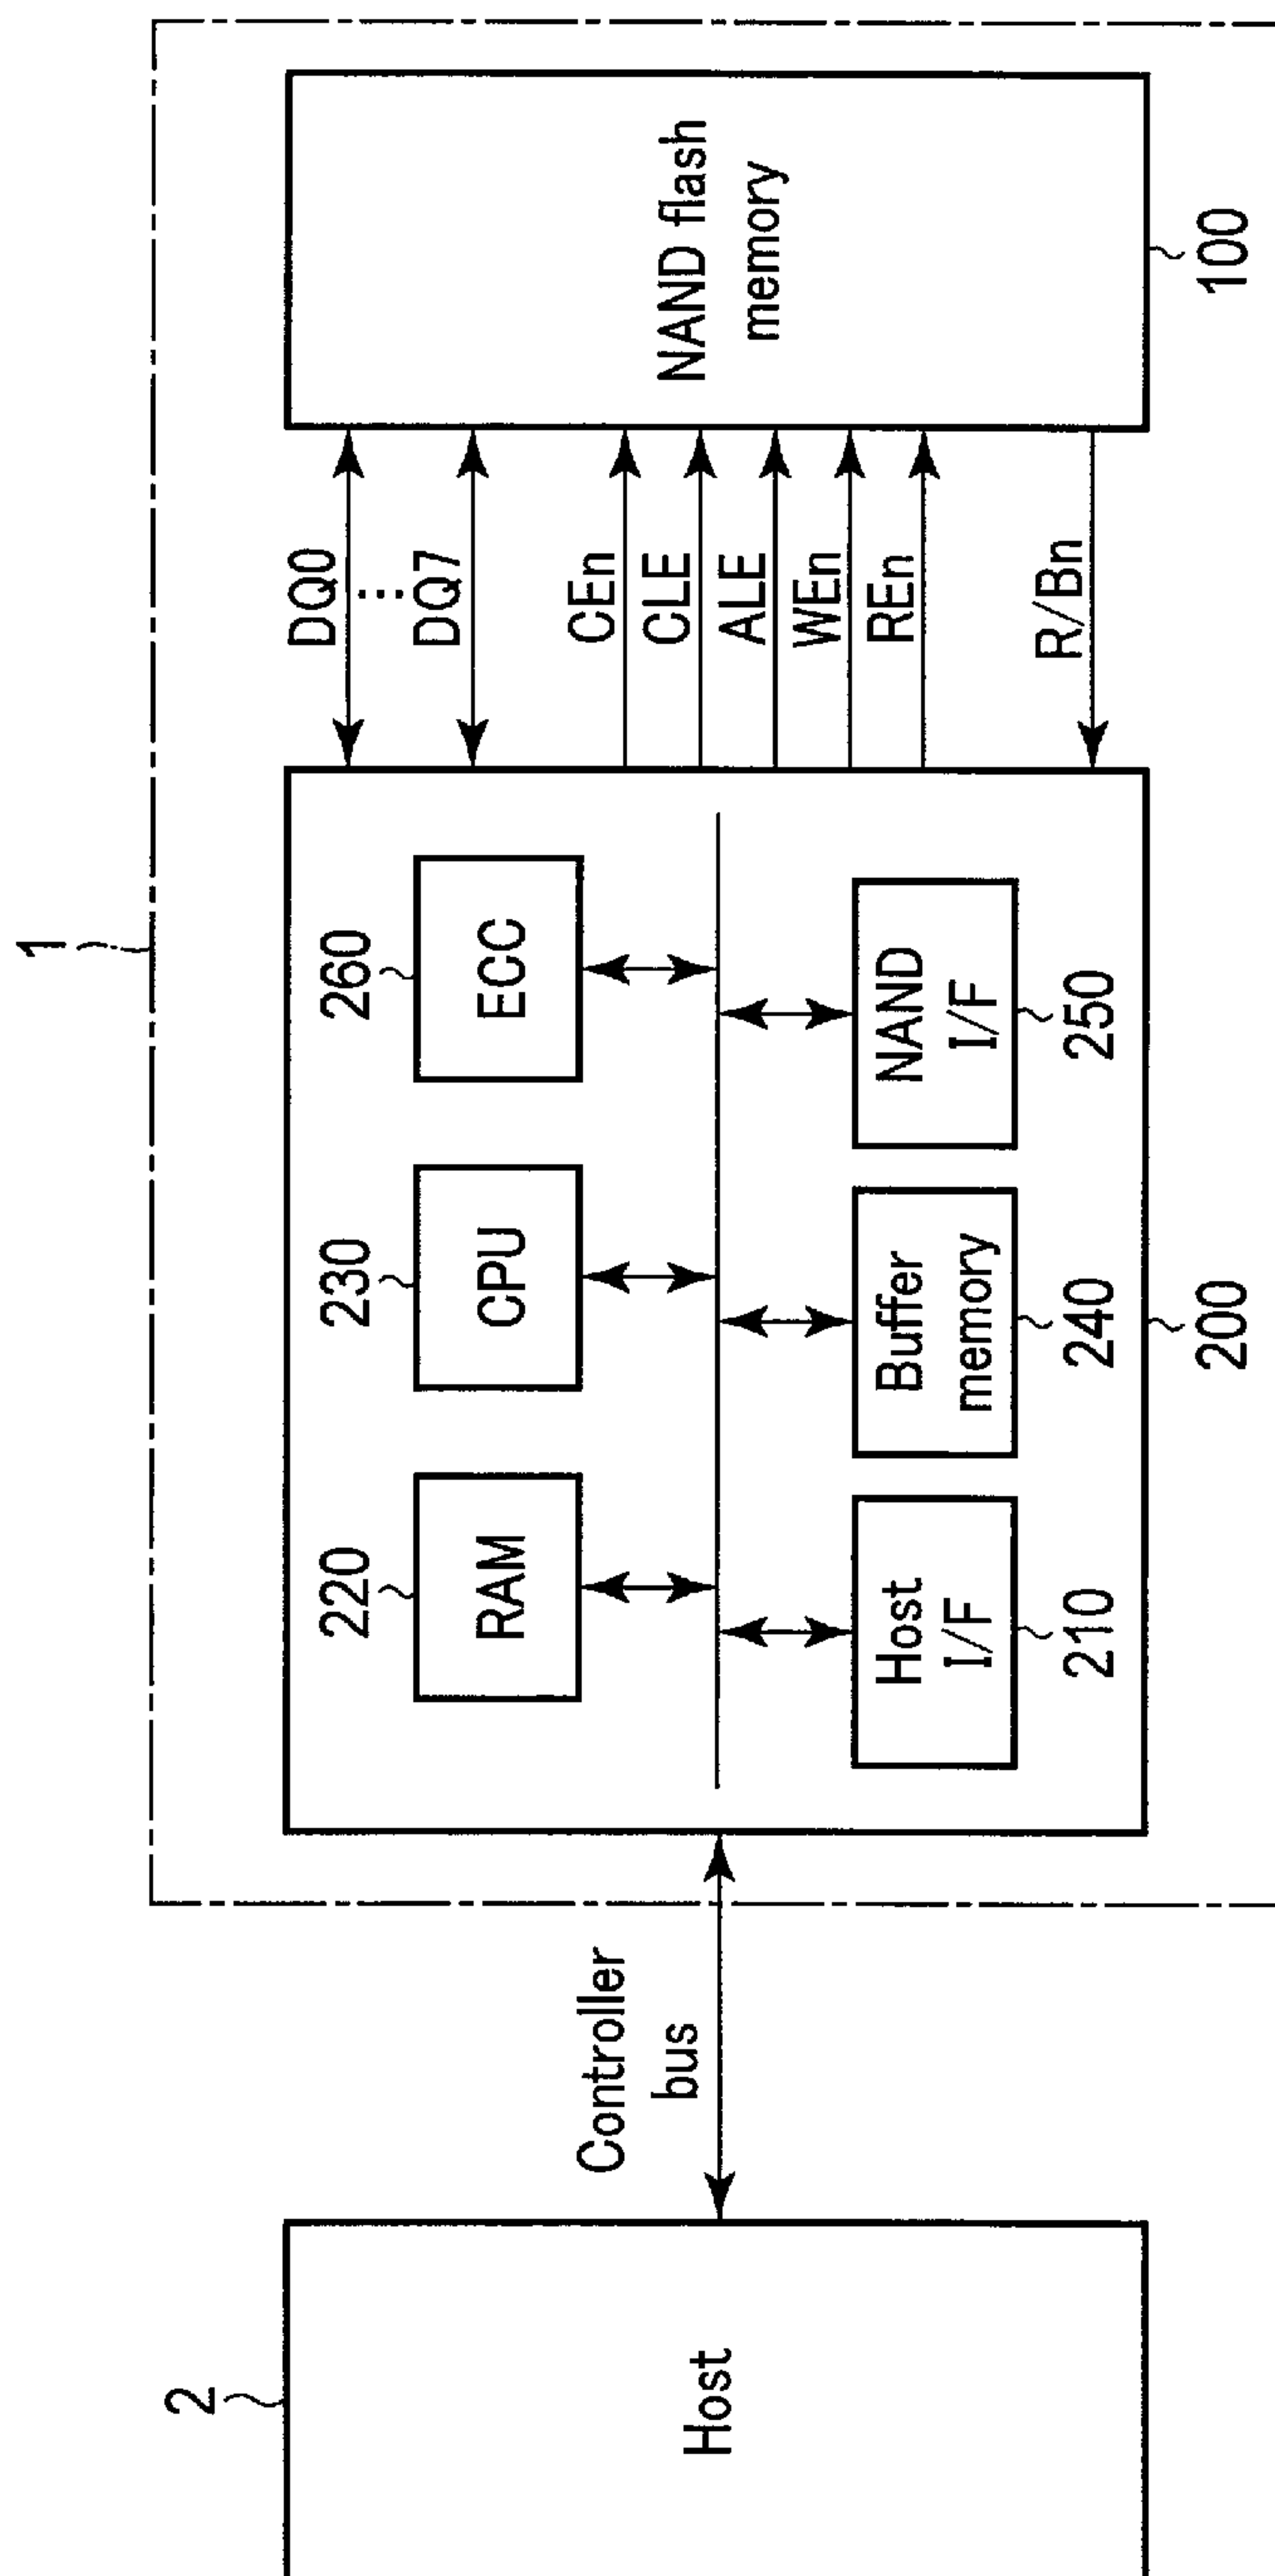 1
2
Host
Controller
bus
220
RAM
230
CPU
260
ECC
Host
I/F
210
Buffer
memory
240
NAND
I/F
250
200
DQ0
⋯
DQ7
CEn
CLE
ALE
WEn
REn
R/Bn
NAND flash
memory
100